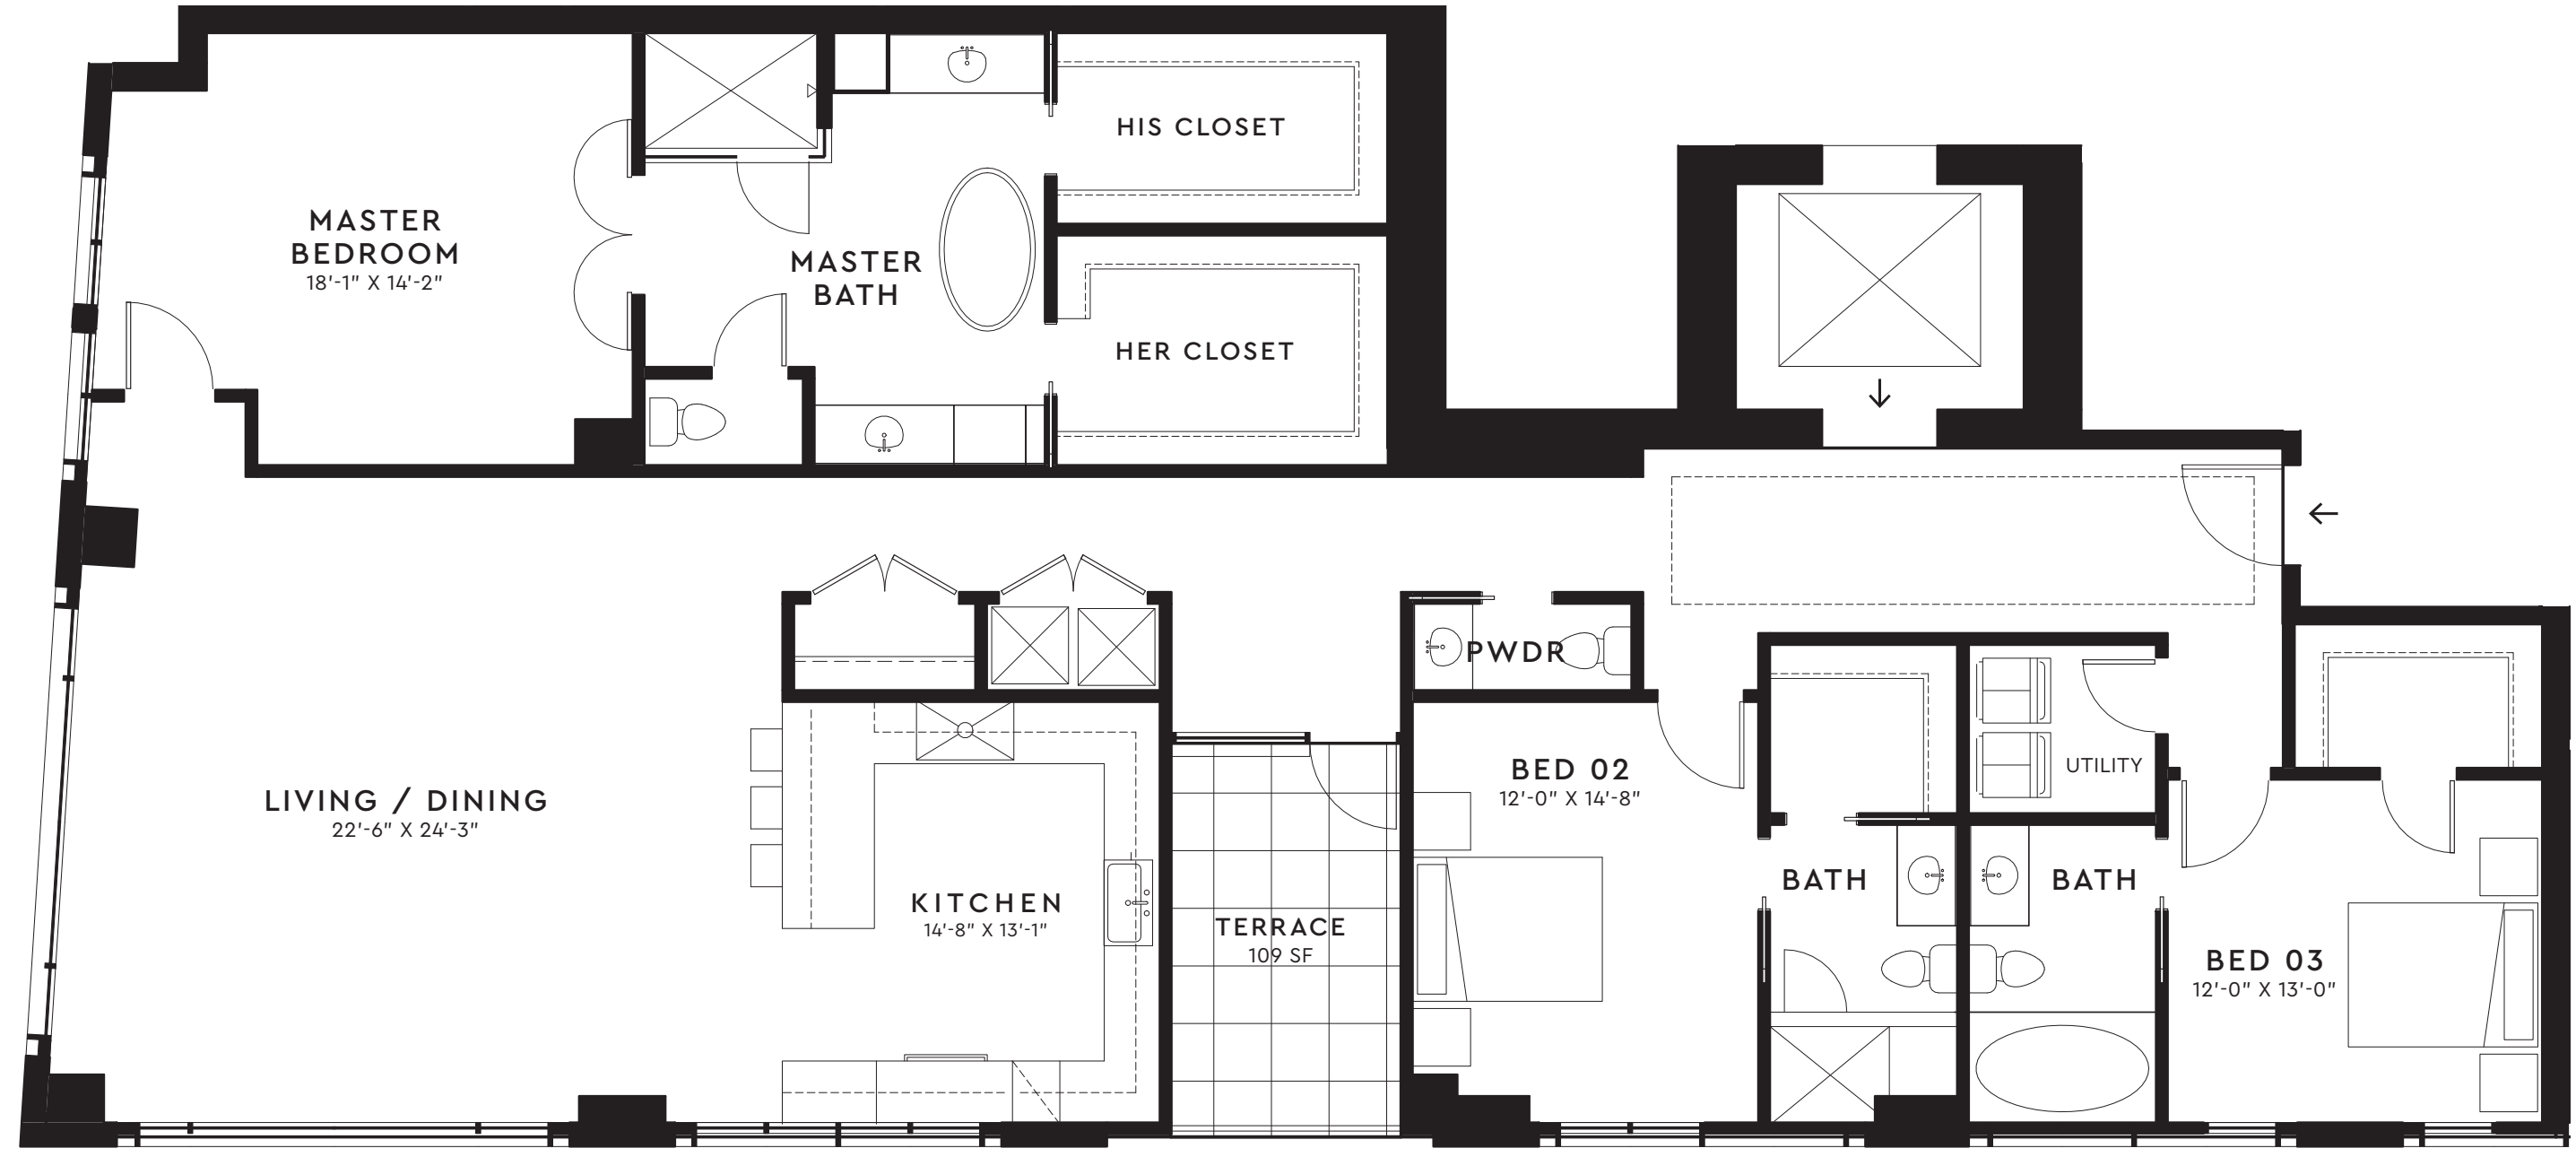 HIS CLOSET
MASTER
BEDROOM
18'-1" X 14'-2"
MASTER
BATH
HER CLOSET
PWDR
UTILITY
BED 02
12'-0" X 14'-8"
LIVING / DINING
22'-6" X 24'-3"
KITCHEN
14'-8" X 13'-1"
TERRACE
109 SF
BATH
BATH
BED 03
12'-0" X 13'-0"